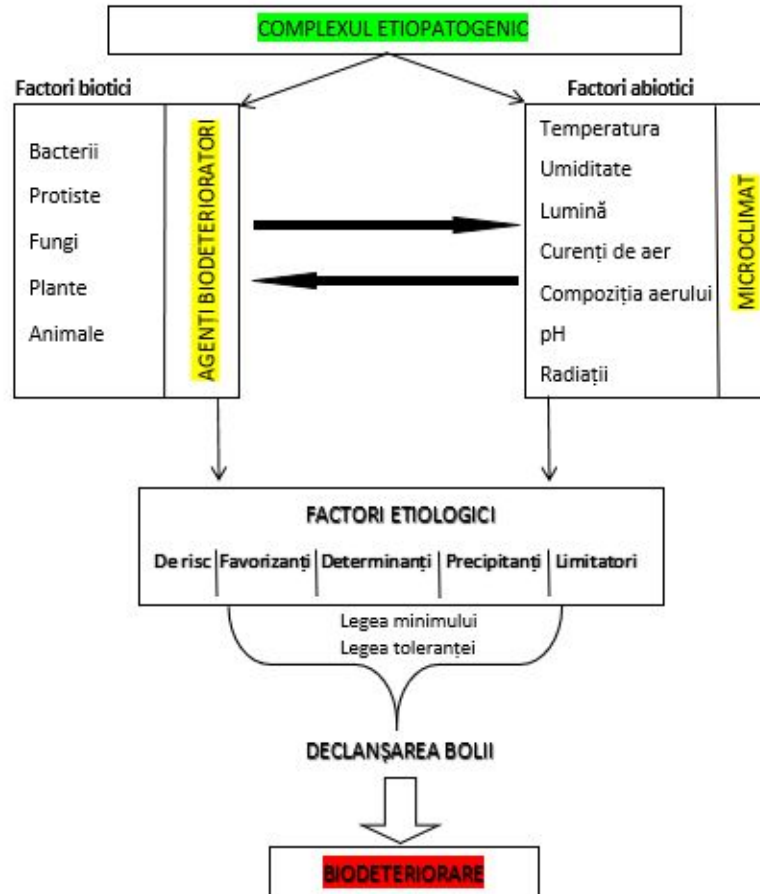 COMPLEXUL ETIOPATOGENIC
Factori biotici
Factori abiotici
Bacterii
Protiste
Fungi
Plante
Animale
AGENȚI BIODETERIORATORI
Temperatura
Umiditate
Lumină
Curenți de aer
Compoziția aerului
pH
Radiații
MICROCLIMAT
FACTORI ETIOLOGICI
De risc Favorizanți Determinanți Precipitanți Limitatori
Legea minimului
Legea toleranței
DECLANȘAREA BOLII
BIODETERIORARE